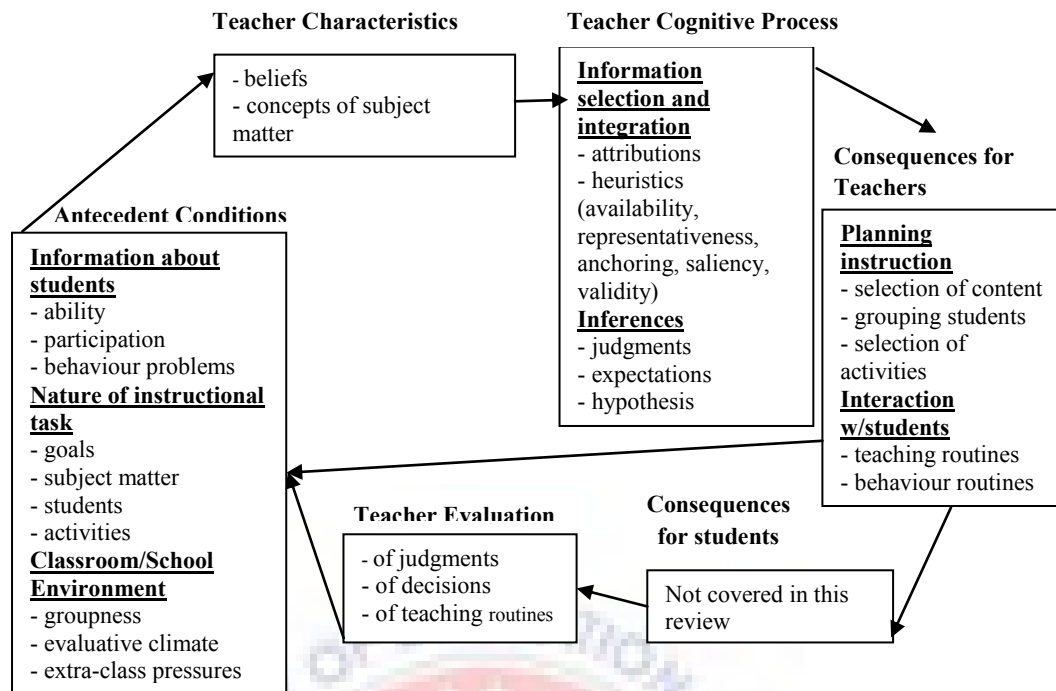 Teacher Characteristics
- beliefs
- concepts of subject
matter
Teacher Cognitive Process
Information
selection and
integration
- attributions
- heuristics
(availability,
representativeness,
anchoring, saliency,
validity)
Inferences
- judgments
- expectations
- hypothesis
Consequences for
Teachers
Planning
instruction
- selection of content
- grouping students
- selection of
activities
Interaction
w/students
- teaching routines
- behaviour routines
Antecedent Conditions
Information about
students
- ability
- participation
- behaviour problems
Nature of instructional
task
- goals
- subject matter
- students
- activities
Classroom/School
Environment
- groupness
- evaluative climate
- extra-class pressures
Teacher Evaluation
- of judgments
- of decisions
- of teaching routines
Consequences
for students
Not covered in this
review